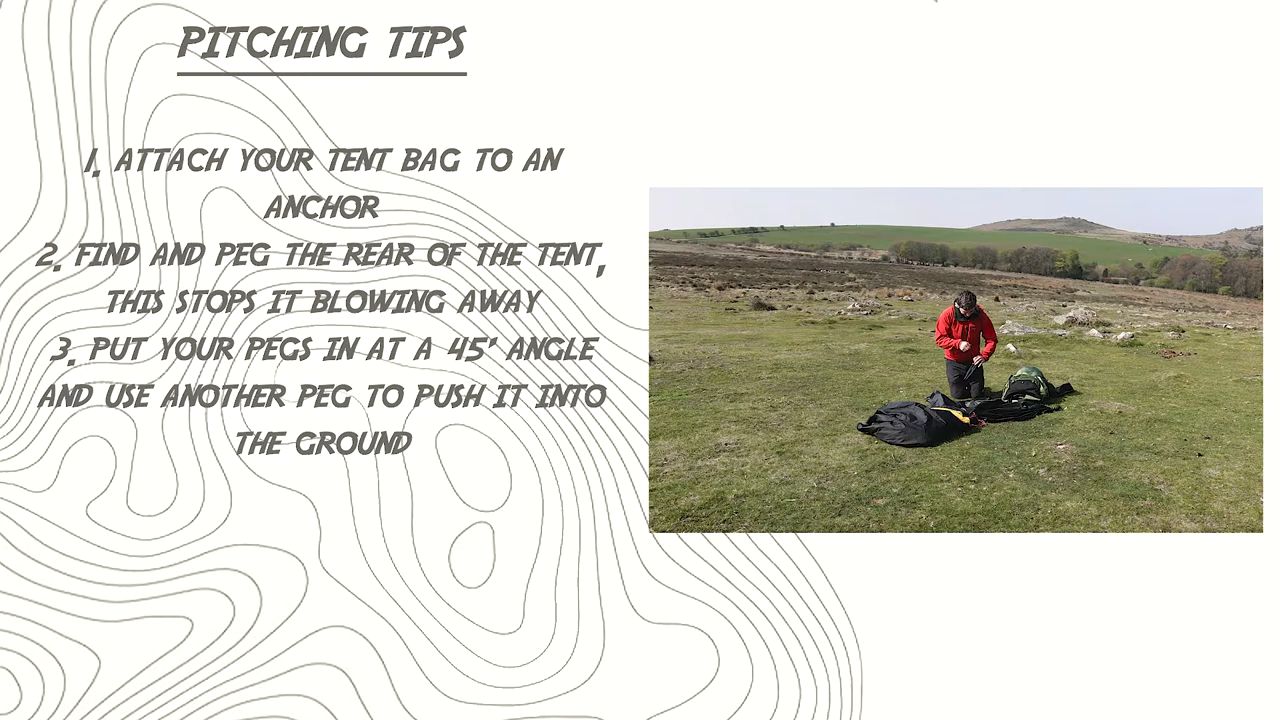 PITCHING TIPS
1. ATTACH YOUR TENT BAG TO AN
ANCHOR
2. FIND AND PEG THE REAR OF THE TENT,
THIS STOPS IT BLOWING AWAY
3. PUT YOUR PEGS IN AT A 45' ANGLE
AND USE ANOTHER PEG TO PUSH IT INTO
THE GROUND